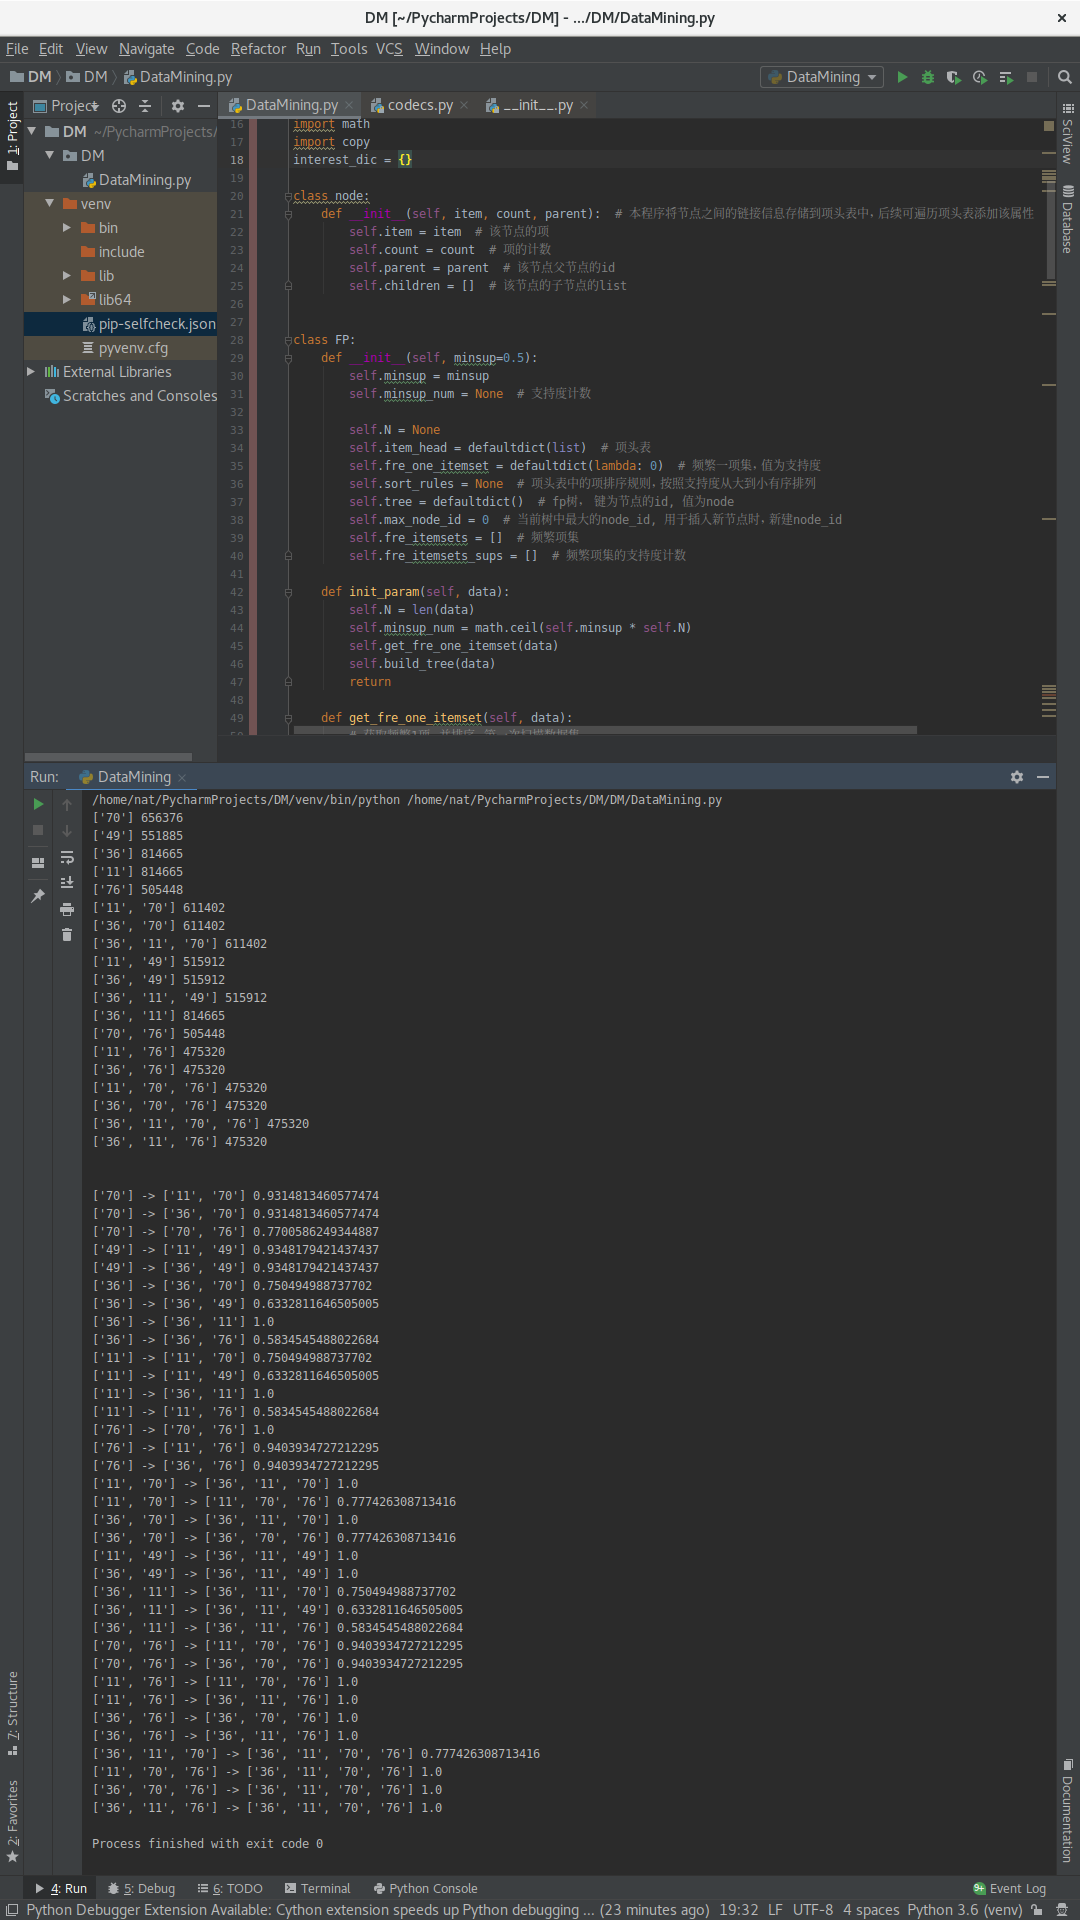 DM [~/PycharmProjects/DM] - .../DM/DataMining.py
File Edit View Navigate Code Refactor Run Tools VCS Window Help
DM DM DataMining.py
DataMining
Project
DataMining.py codecs.py __init__.py
1: Project
DM ~/PycharmProjects/
DM
DataMining.py
venv
bin
include
lib
lib64
pip-selfcheck.json
pyvenv.cfg
External Libraries
Scratches and Consoles
16 import math
17 import copy
18 interest_dic = {}
19
20 class node:
21 def __init__(self, item, count, parent): # 本程序将节点之间的链接信息存储到项头表中,后续可遍历项头表添加该属性
22 self.item = item # 该节点的项
23 self.count = count # 项的计数
24 self.parent = parent # 该节点父节点的id
25 self.children = [] # 该节点的子节点的list
26
27
28 class FP:
29 def __init__(self, minsup=0.5):
30 self.minsup = minsup
31 self.minsup_num = None # 支持度计数
32
33 self.N = None
34 self.item_head = defaultdict(list) # 项头表
35 self.fre_one_itemset = defaultdict(lambda: 0) # 频繁一项集,值为支持度
36 self.sort_rules = None # 项头表中的项排序规则,按照支持度从大到小有序排列
37 self.tree = defaultdict() # fp树, 键为节点的id, 值为node
38 self.max_node_id = 0 # 当前树中最大的node_id, 用于插入新节点时,新建node_id
39 self.fre_itemsets = [] # 频繁项集
40 self.fre_itemsets_sups = [] # 频繁项集的支持度计数
41
42 def init_param(self, data):
43 self.N = len(data)
44 self.minsup_num = math.ceil(self.minsup * self.N)
45 self.get_fre_one_itemset(data)
46 self.build_tree(data)
47 return
48
49 def get_fre_one_itemset(self, data):
SciView
Database
Run: DataMining
/home/nat/PycharmProjects/DM/venv/bin/python /home/nat/PycharmProjects/DM/DM/DataMining.py
['70'] 656376
['49'] 551885
['36'] 814665
['11'] 814665
['76'] 505448
['11', '70'] 611402
['36', '70'] 611402
['36', '11', '70'] 611402
['11', '49'] 515912
['36', '49'] 515912
['36', '11', '49'] 515912
['36', '11'] 814665
['70', '76'] 505448
['11', '76'] 475320
['36', '76'] 475320
['11', '70', '76'] 475320
['36', '70', '76'] 475320
['36', '11', '70', '76'] 475320
['36', '11', '76'] 475320
['70'] -> ['11', '70'] 0.9314813460577474
['70'] -> ['36', '70'] 0.9314813460577474
['70'] -> ['70', '76'] 0.7700586249344887
['49'] -> ['11', '49'] 0.9348179421437437
['49'] -> ['36', '49'] 0.9348179421437437
['36'] -> ['36', '70'] 0.750494988737702
['36'] -> ['36', '49'] 0.6332811646505005
['36'] -> ['36', '11'] 1.0
['36'] -> ['36', '76'] 0.5834545488022684
['11'] -> ['11', '70'] 0.750494988737702
['11'] -> ['11', '49'] 0.6332811646505005
['11'] -> ['36', '11'] 1.0
['11'] -> ['11', '76'] 0.5834545488022684
['76'] -> ['70', '76'] 1.0
['76'] -> ['11', '76'] 0.9403934727212295
['76'] -> ['36', '76'] 0.9403934727212295
['11', '70'] -> ['36', '11', '70'] 1.0
['11', '70'] -> ['11', '70', '76'] 0.777426308713416
['36', '70'] -> ['36', '11', '70'] 1.0
['36', '70'] -> ['36', '70', '76'] 0.777426308713416
['11', '49'] -> ['36', '11', '49'] 1.0
['36', '49'] -> ['36', '11', '49'] 1.0
['36', '11'] -> ['36', '11', '70'] 0.750494988737702
['36', '11'] -> ['36', '11', '49'] 0.6332811646505005
['36', '11'] -> ['36', '11', '76'] 0.5834545488022684
['70', '76'] -> ['11', '70', '76'] 0.9403934727212295
['70', '76'] -> ['36', '70', '76'] 0.9403934727212295
['11', '76'] -> ['11', '70', '76'] 1.0
['11', '76'] -> ['36', '11', '76'] 1.0
['36', '76'] -> ['36', '70', '76'] 1.0
['36', '76'] -> ['36', '11', '76'] 1.0
['36', '11', '70'] -> ['36', '11', '70', '76'] 0.777426308713416
['11', '70', '76'] -> ['36', '11', '70', '76'] 1.0
['36', '70', '76'] -> ['36', '11', '70', '76'] 1.0
['36', '11', '76'] -> ['36', '11', '70', '76'] 1.0
Process finished with exit code 0
7: Structure
2: Favorites
Documentation
4: Run 5: Debug 6: TODO Terminal Python Console 9+ Event Log
Python Debugger Extension Available: Cython extension speeds up Python debugging ... (23 minutes ago) 19:32 LF UTF-8 4 spaces Python 3.6 (venv)